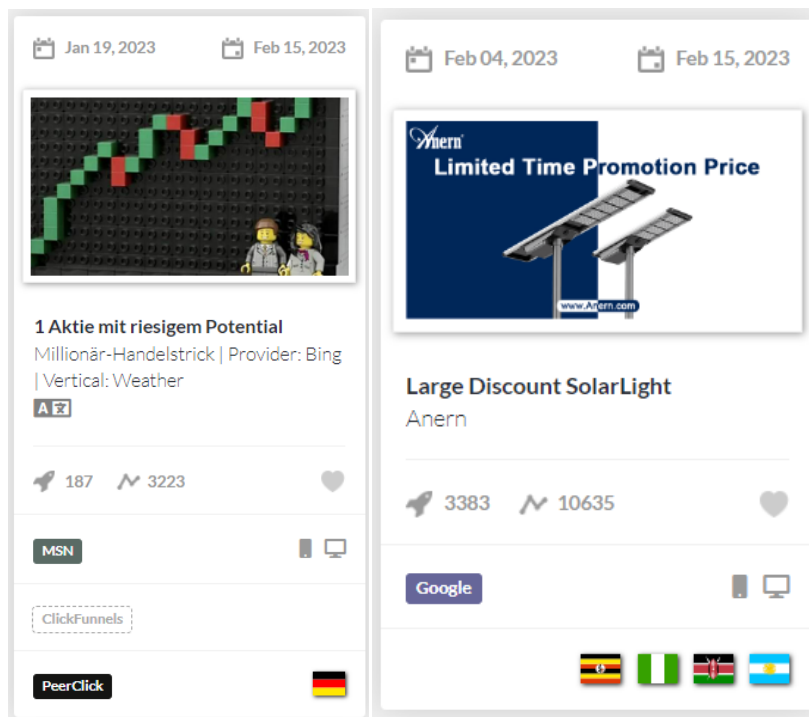 Jan 19, 2023
Feb 15, 2023
1 Aktie mit riesigem Potential
Millionär-Handelstrick | Provider: Bing
| Vertical: Weather
A文
187
3223
MSN
ClickFunnels
PeerClick
Feb 04, 2023
Feb 15, 2023
Anern
Limited Time Promotion Price
www.Anern.com
Large Discount SolarLight
Anern
3383
10635
Google